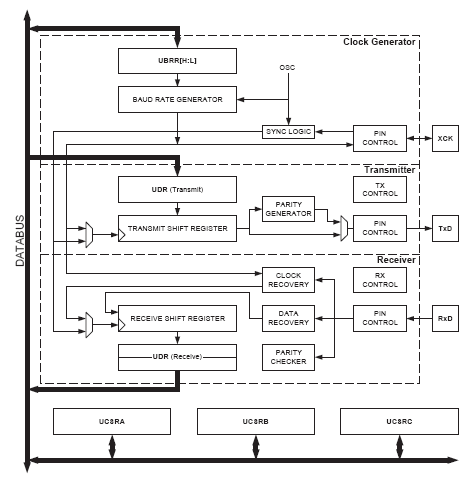 Clock Generator
UBRR[H:L]
OSC
BAUD RATE GENERATOR
SYNC LOGIC
PIN
CONTROL
XCK
Transmitter
UDR (Transmit)
TX
CONTROL
PARITY
GENERATOR
TRANSMIT SHIFT REGISTER
PIN
CONTROL
TxD
DATABUS
Receiver
CLOCK
RECOVERY
RX
CONTROL
RECEIVE SHIFT REGISTER
DATA
RECOVERY
PIN
CONTROL
RxD
UDR (Receive)
PARITY
CHECKER
UCSRA
UCSRB
UCSRC